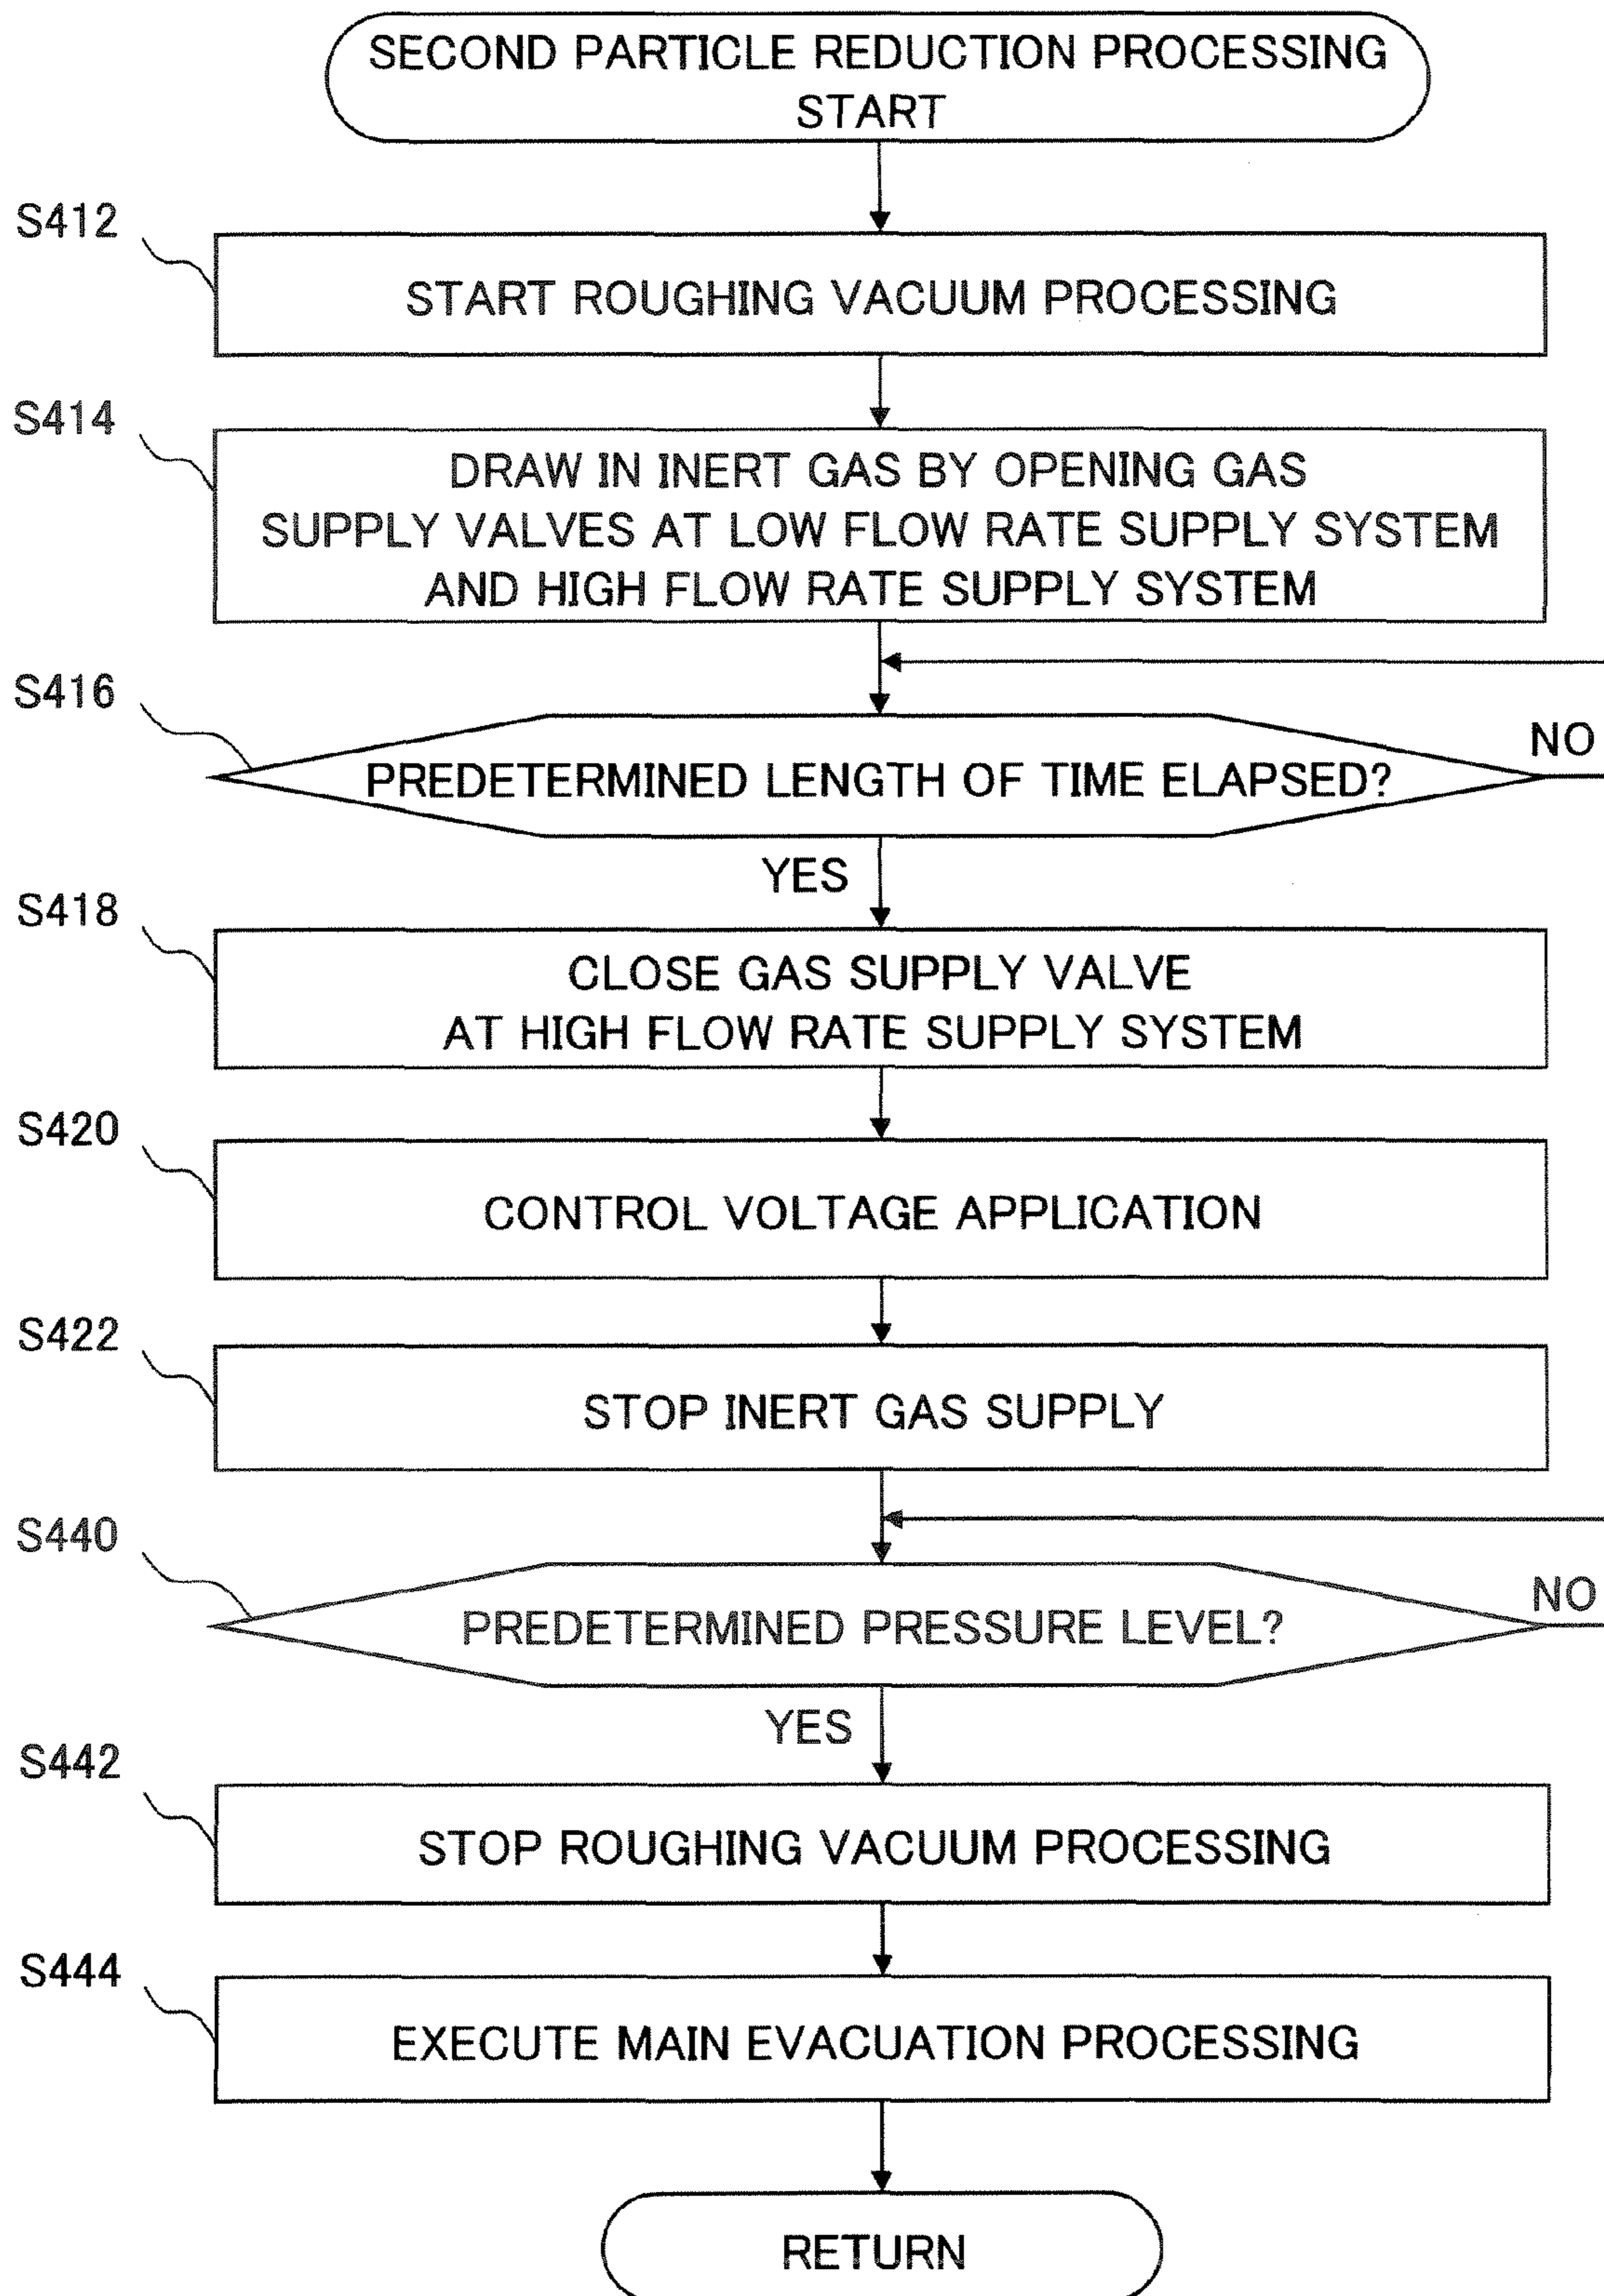 SECOND PARTICLE REDUCTION PROCESSING
START
S412
START ROUGHING VACUUM PROCESSING
S414
DRAW IN INERT GAS BY OPENING GAS
SUPPLY VALVES AT LOW FLOW RATE SUPPLY SYSTEM
AND HIGH FLOW RATE SUPPLY SYSTEM
S416
PREDETERMINED LENGTH OF TIME ELAPSED?
NO
YES
S418
CLOSE GAS SUPPLY VALVE
AT HIGH FLOW RATE SUPPLY SYSTEM
S420
CONTROL VOLTAGE APPLICATION
S422
STOP INERT GAS SUPPLY
S440
PREDETERMINED PRESSURE LEVEL?
NO
YES
S442
STOP ROUGHING VACUUM PROCESSING
S444
EXECUTE MAIN EVACUATION PROCESSING
RETURN